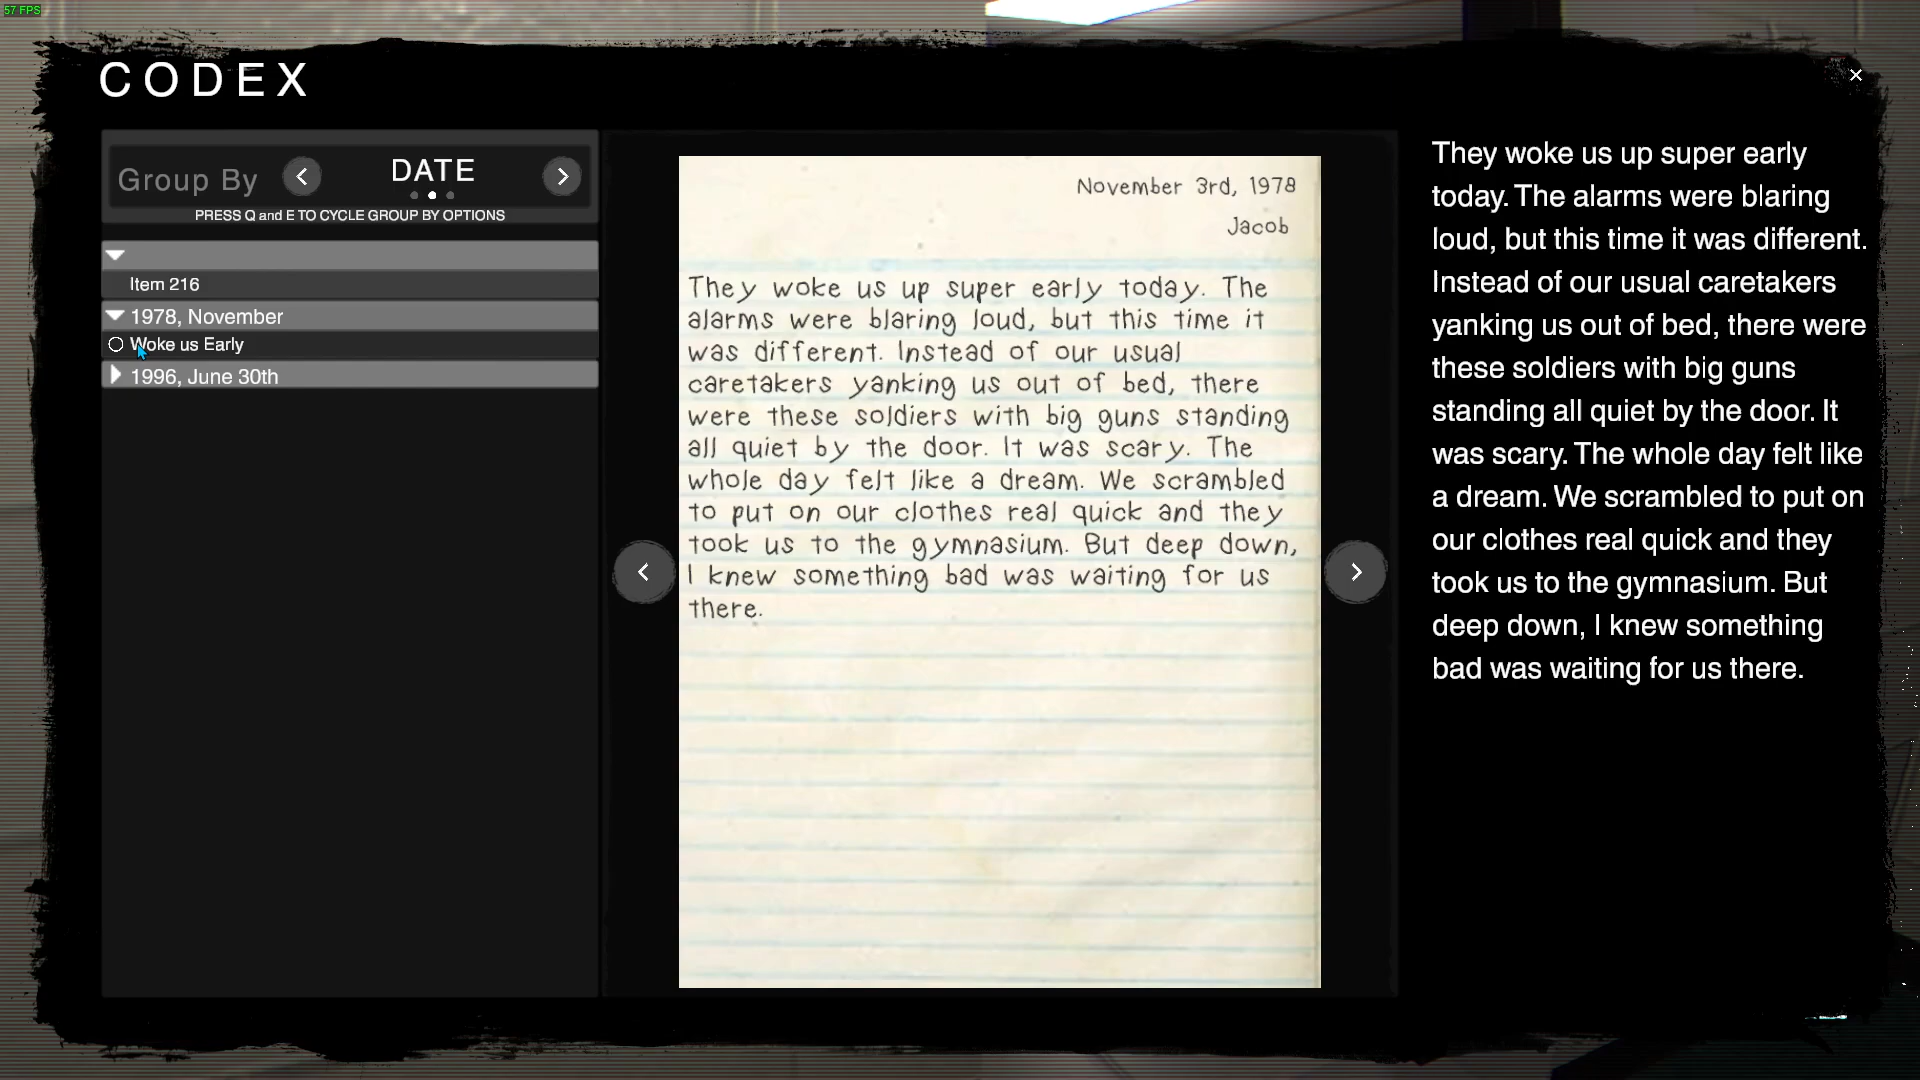 57 FPS
CODEX
Group By
DATE
PRESS Q and E TO CYCLE GROUP BY OPTIONS
Item 216
1978, November
Woke us Early
1996, June 30th
November 3rd, 1978
Jacob
They woke us up super early today. The
alarms were blaring loud, but this time it
was different. Instead of our usual
caretakers yanking us out of bed, there
were these soldiers with big guns standing
all quiet by the door. It was scary. The
whole day felt like a dream. We scrambled
to put on our clothes real quick and they
took us to the gymnasium. But deep down,
I knew something bad was waiting for us
there.
They woke us up super early
today. The alarms were blaring
loud, but this time it was different.
Instead of our usual caretakers
yanking us out of bed, there were
these soldiers with big guns
standing all quiet by the door. It
was scary. The whole day felt like
a dream. We scrambled to put on
our clothes real quick and they
took us to the gymnasium. But
deep down, I knew something
bad was waiting for us there.